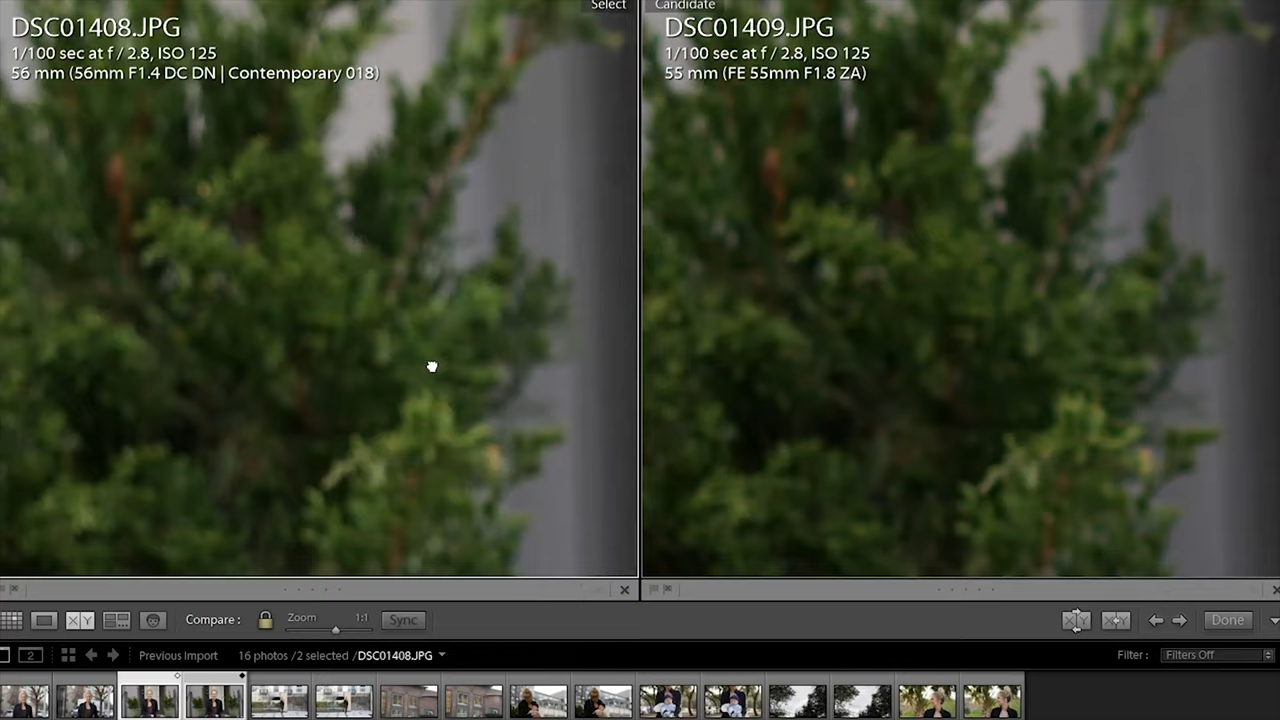 Select
Candidate
DSC01408.JPG
1/100 sec at f / 2.8, ISO 125
56 mm (56mm F1.4 DC DN | Contemporary 018)
DSC01409.JPG
1/100 sec at f / 2.8, ISO 125
55 mm (FE 55mm F1.8 ZA)
XY Compare : Zoom 1:1 Sync Done
2 Previous Import 16 photos /2 selected /DSC01408.JPG Filter : Filters Off